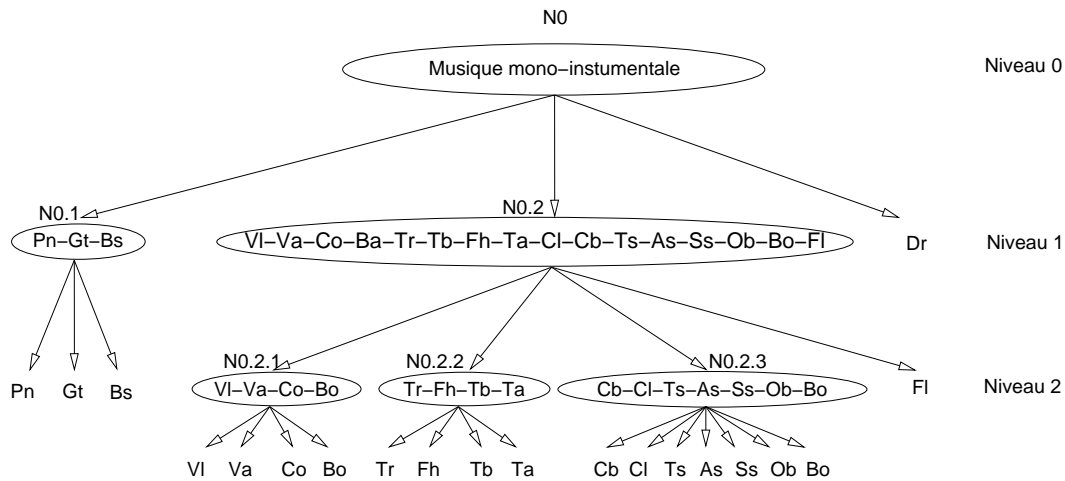 N0
Musique mono–instumentale
Niveau 0
N0.1
N0.2
Pn–Gt–Bs
Vl–Va–Co–Ba–Tr–Tb–Fh–Ta–Cl–Cb–Ts–As–Ss–Ob–Bo–Fl
Dr
Niveau 1
N0.2.1
N0.2.2
N0.2.3
Pn
Gt
Bs
Vl–Va–Co–Bo
Tr–Fh–Tb–Ta
Cb–Cl–Ts–As–Ss–Ob–Bo
Fl
Niveau 2
Vl
Va
Co
Bo
Tr
Fh
Tb
Ta
Cb
Cl
Ts
As
Ss
Ob
Bo